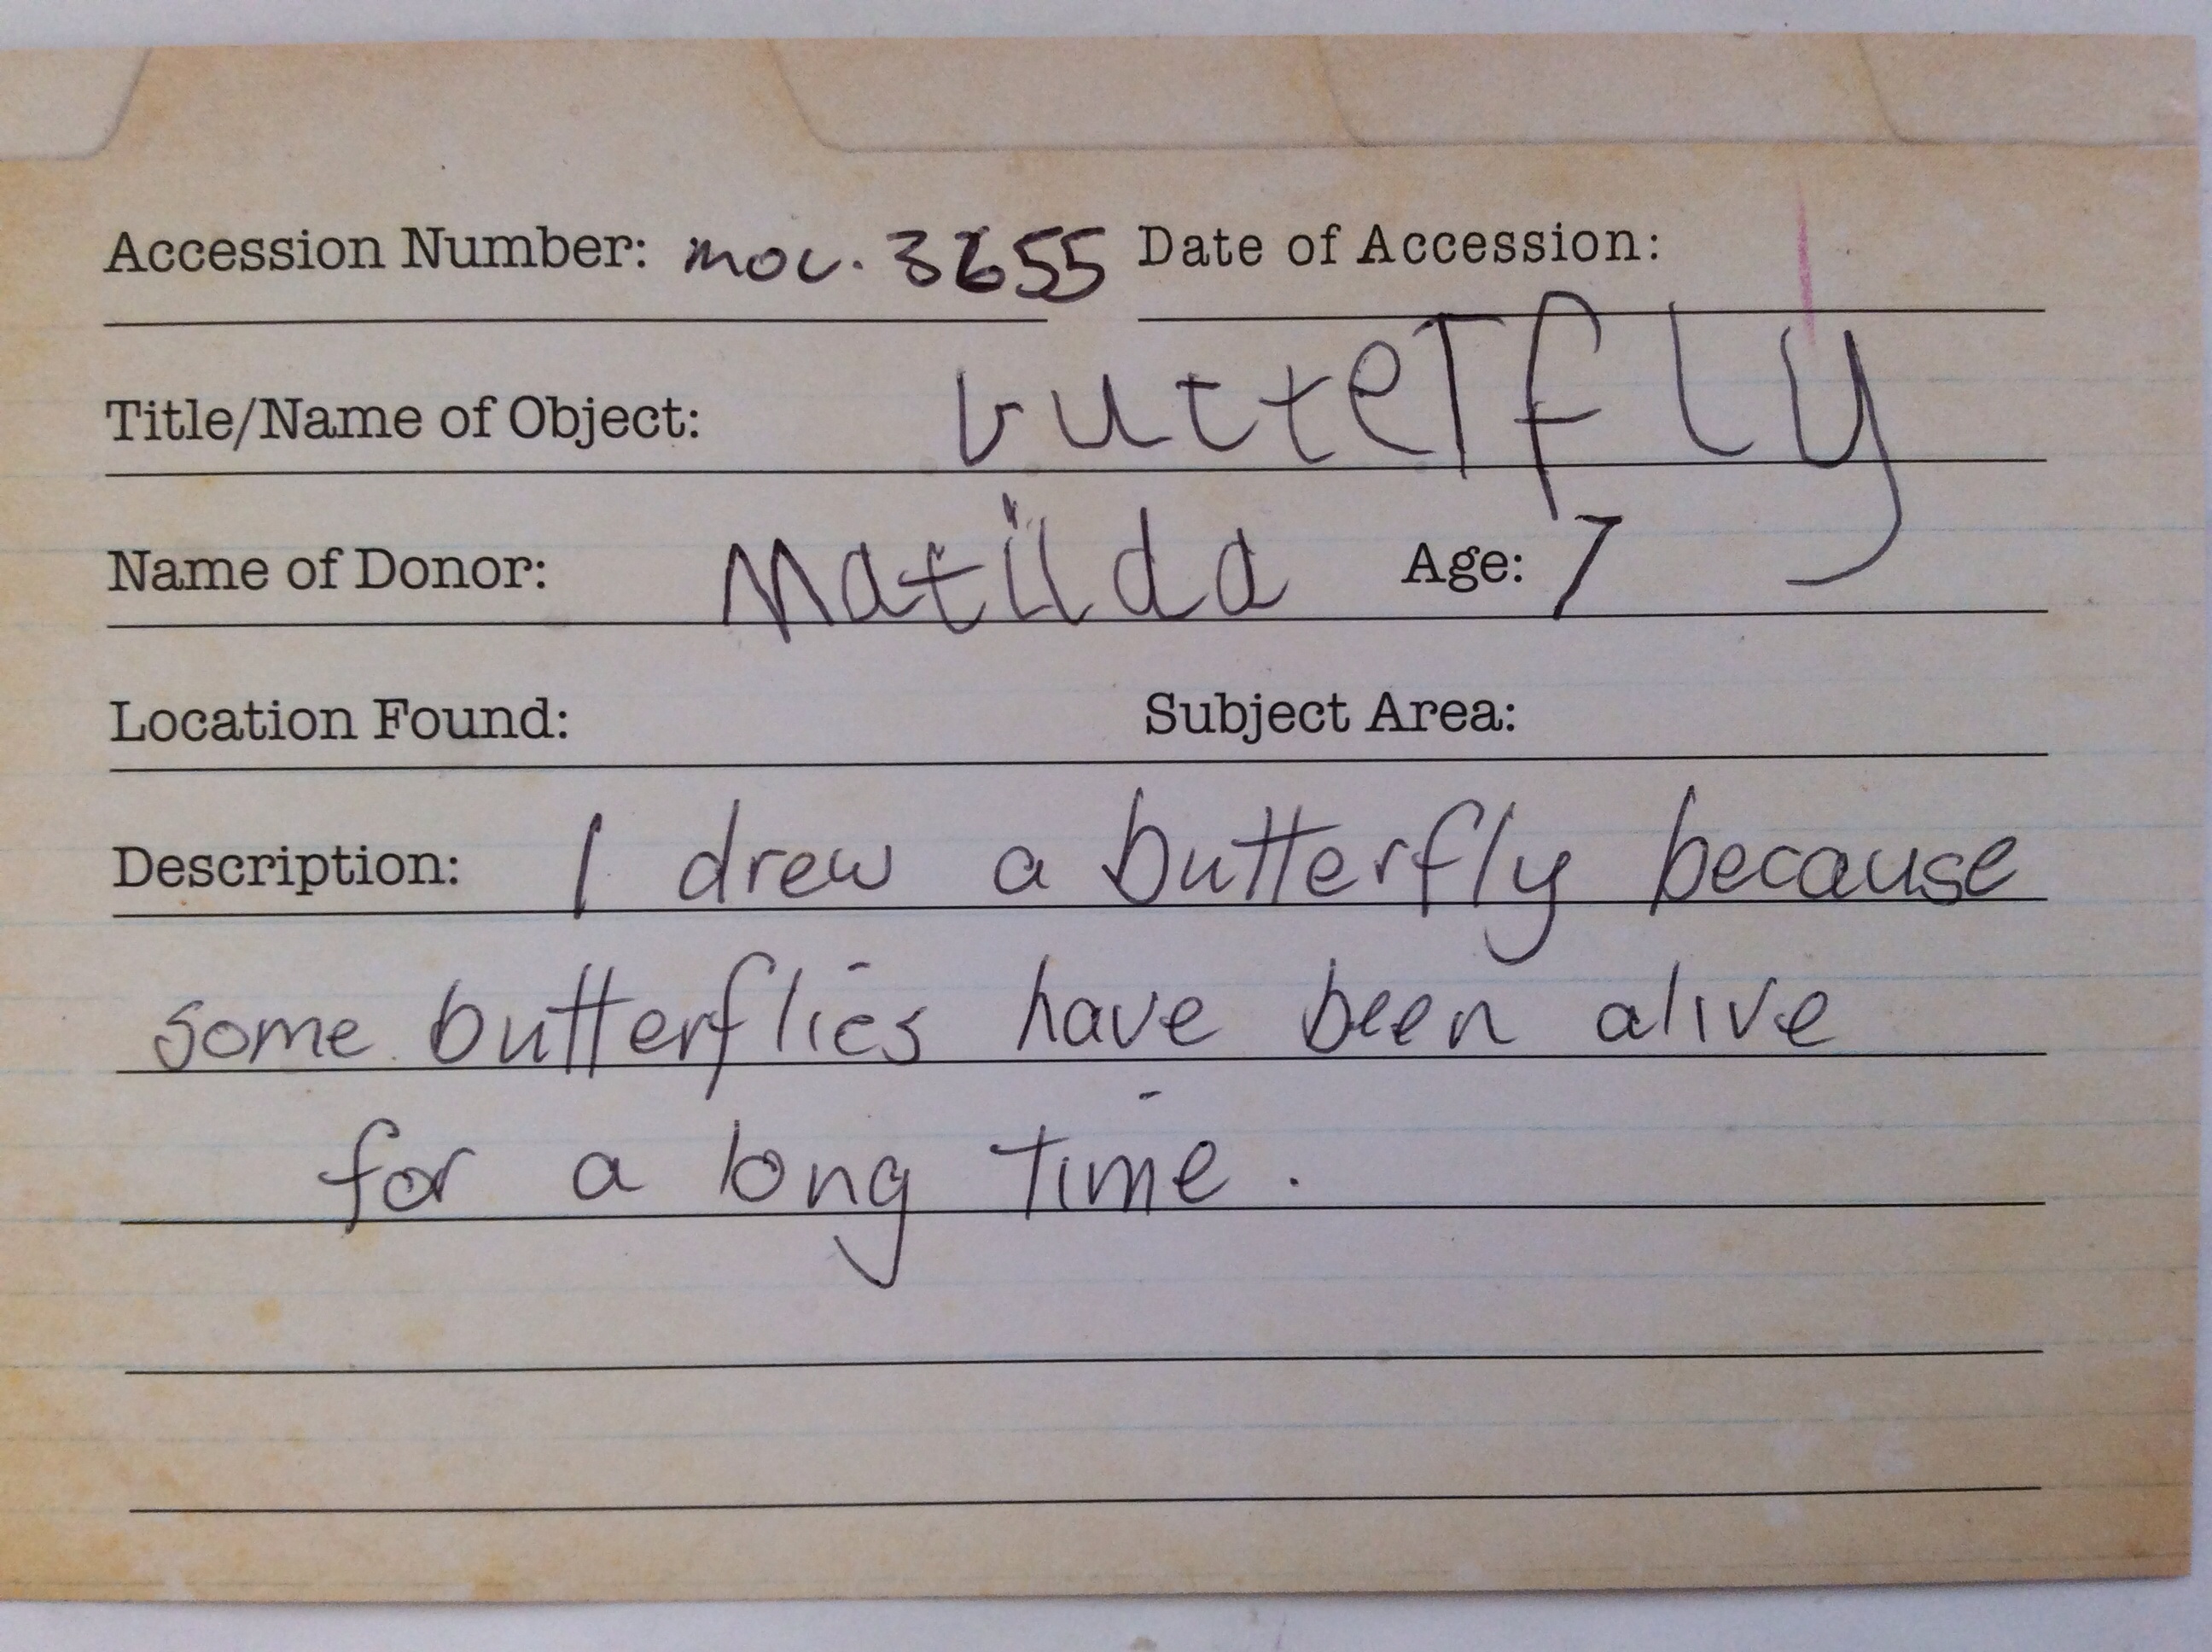 Accession Number: moc. 3655 Date of Accession:
Title/Name of Object: butterfly
Name of Donor: Matilda Age: 7
Location Found: Subject Area:
Description: I drew a butterfly because
some butterflies have been alive
for a long time.